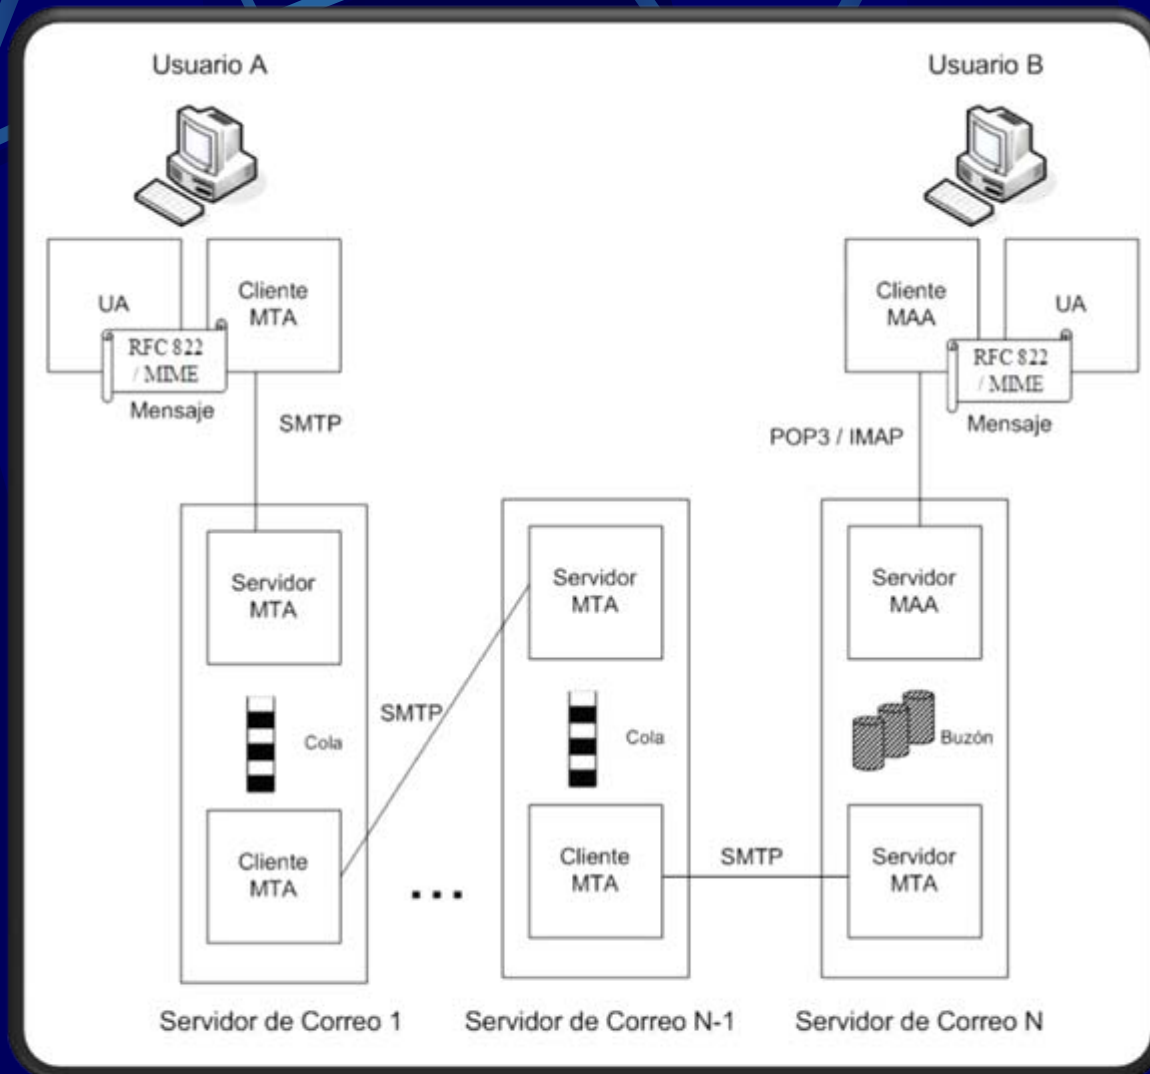 Usuario A
Usuario B
UA
Cliente
MTA
RFC 822
/ MIME
Mensaje
SMTP
Cliente
MAA
UA
RFC 822
/ MIME
Mensaje
POP3 / IMAP
Servidor
MTA
Cola
Cliente
MTA
SMTP
...
Servidor
MTA
Cola
Cliente
MTA
SMTP
Servidor
MAA
Buzón
Servidor
MTA
Servidor de Correo 1
Servidor de Correo N-1
Servidor de Correo N